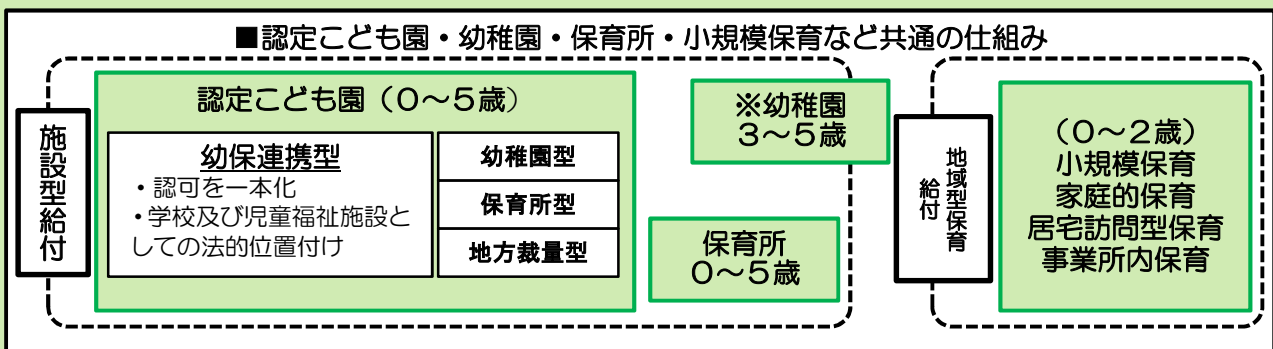 ■認定こども園・幼稚園・保育所・小規模保育など共通の仕組み
施設型給付
認定こども園（０～５歳）
幼保連携型
・認可を一本化
・学校及び児童福祉施設と
しての法的位置付け
幼稚園型
保育所型
地方裁量型
※幼稚園
３～５歳
保育所
０～５歳
地域型保育
給付
（０～２歳）
小規模保育
家庭的保育
居宅訪問型保育
事業所内保育